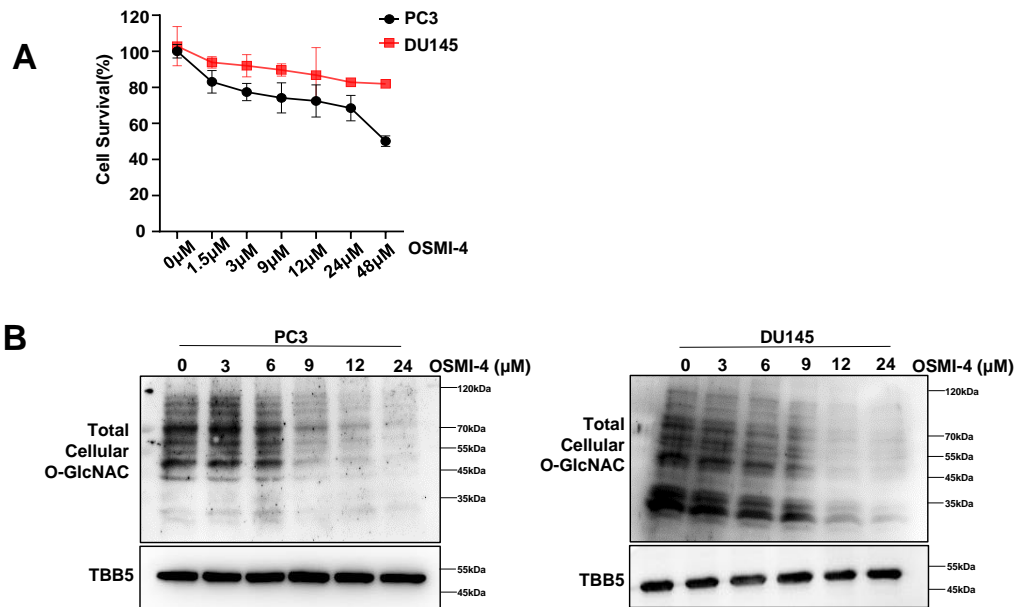 A
120
100
80
60
40
20
0
Cell Survival(%)
PC3
DU145
0μM
1.5μM
3μM
9μM
12μM
24μM
48μM
OSMI-4
B
PC3
0 3 6 9 12 24 OSMI-4 (μM)
Total
Cellular
O-GlcNAC
120kDa
70kDa
55kDa
45kDa
35kDa
TBB5
55kDa
45kDa
DU145
0 3 6 9 12 24 OSMI-4 (μM)
Total
Cellular
O-GlcNAC
120kDa
70kDa
55kDa
45kDa
35kDa
TBB5
55kDa
45kDa